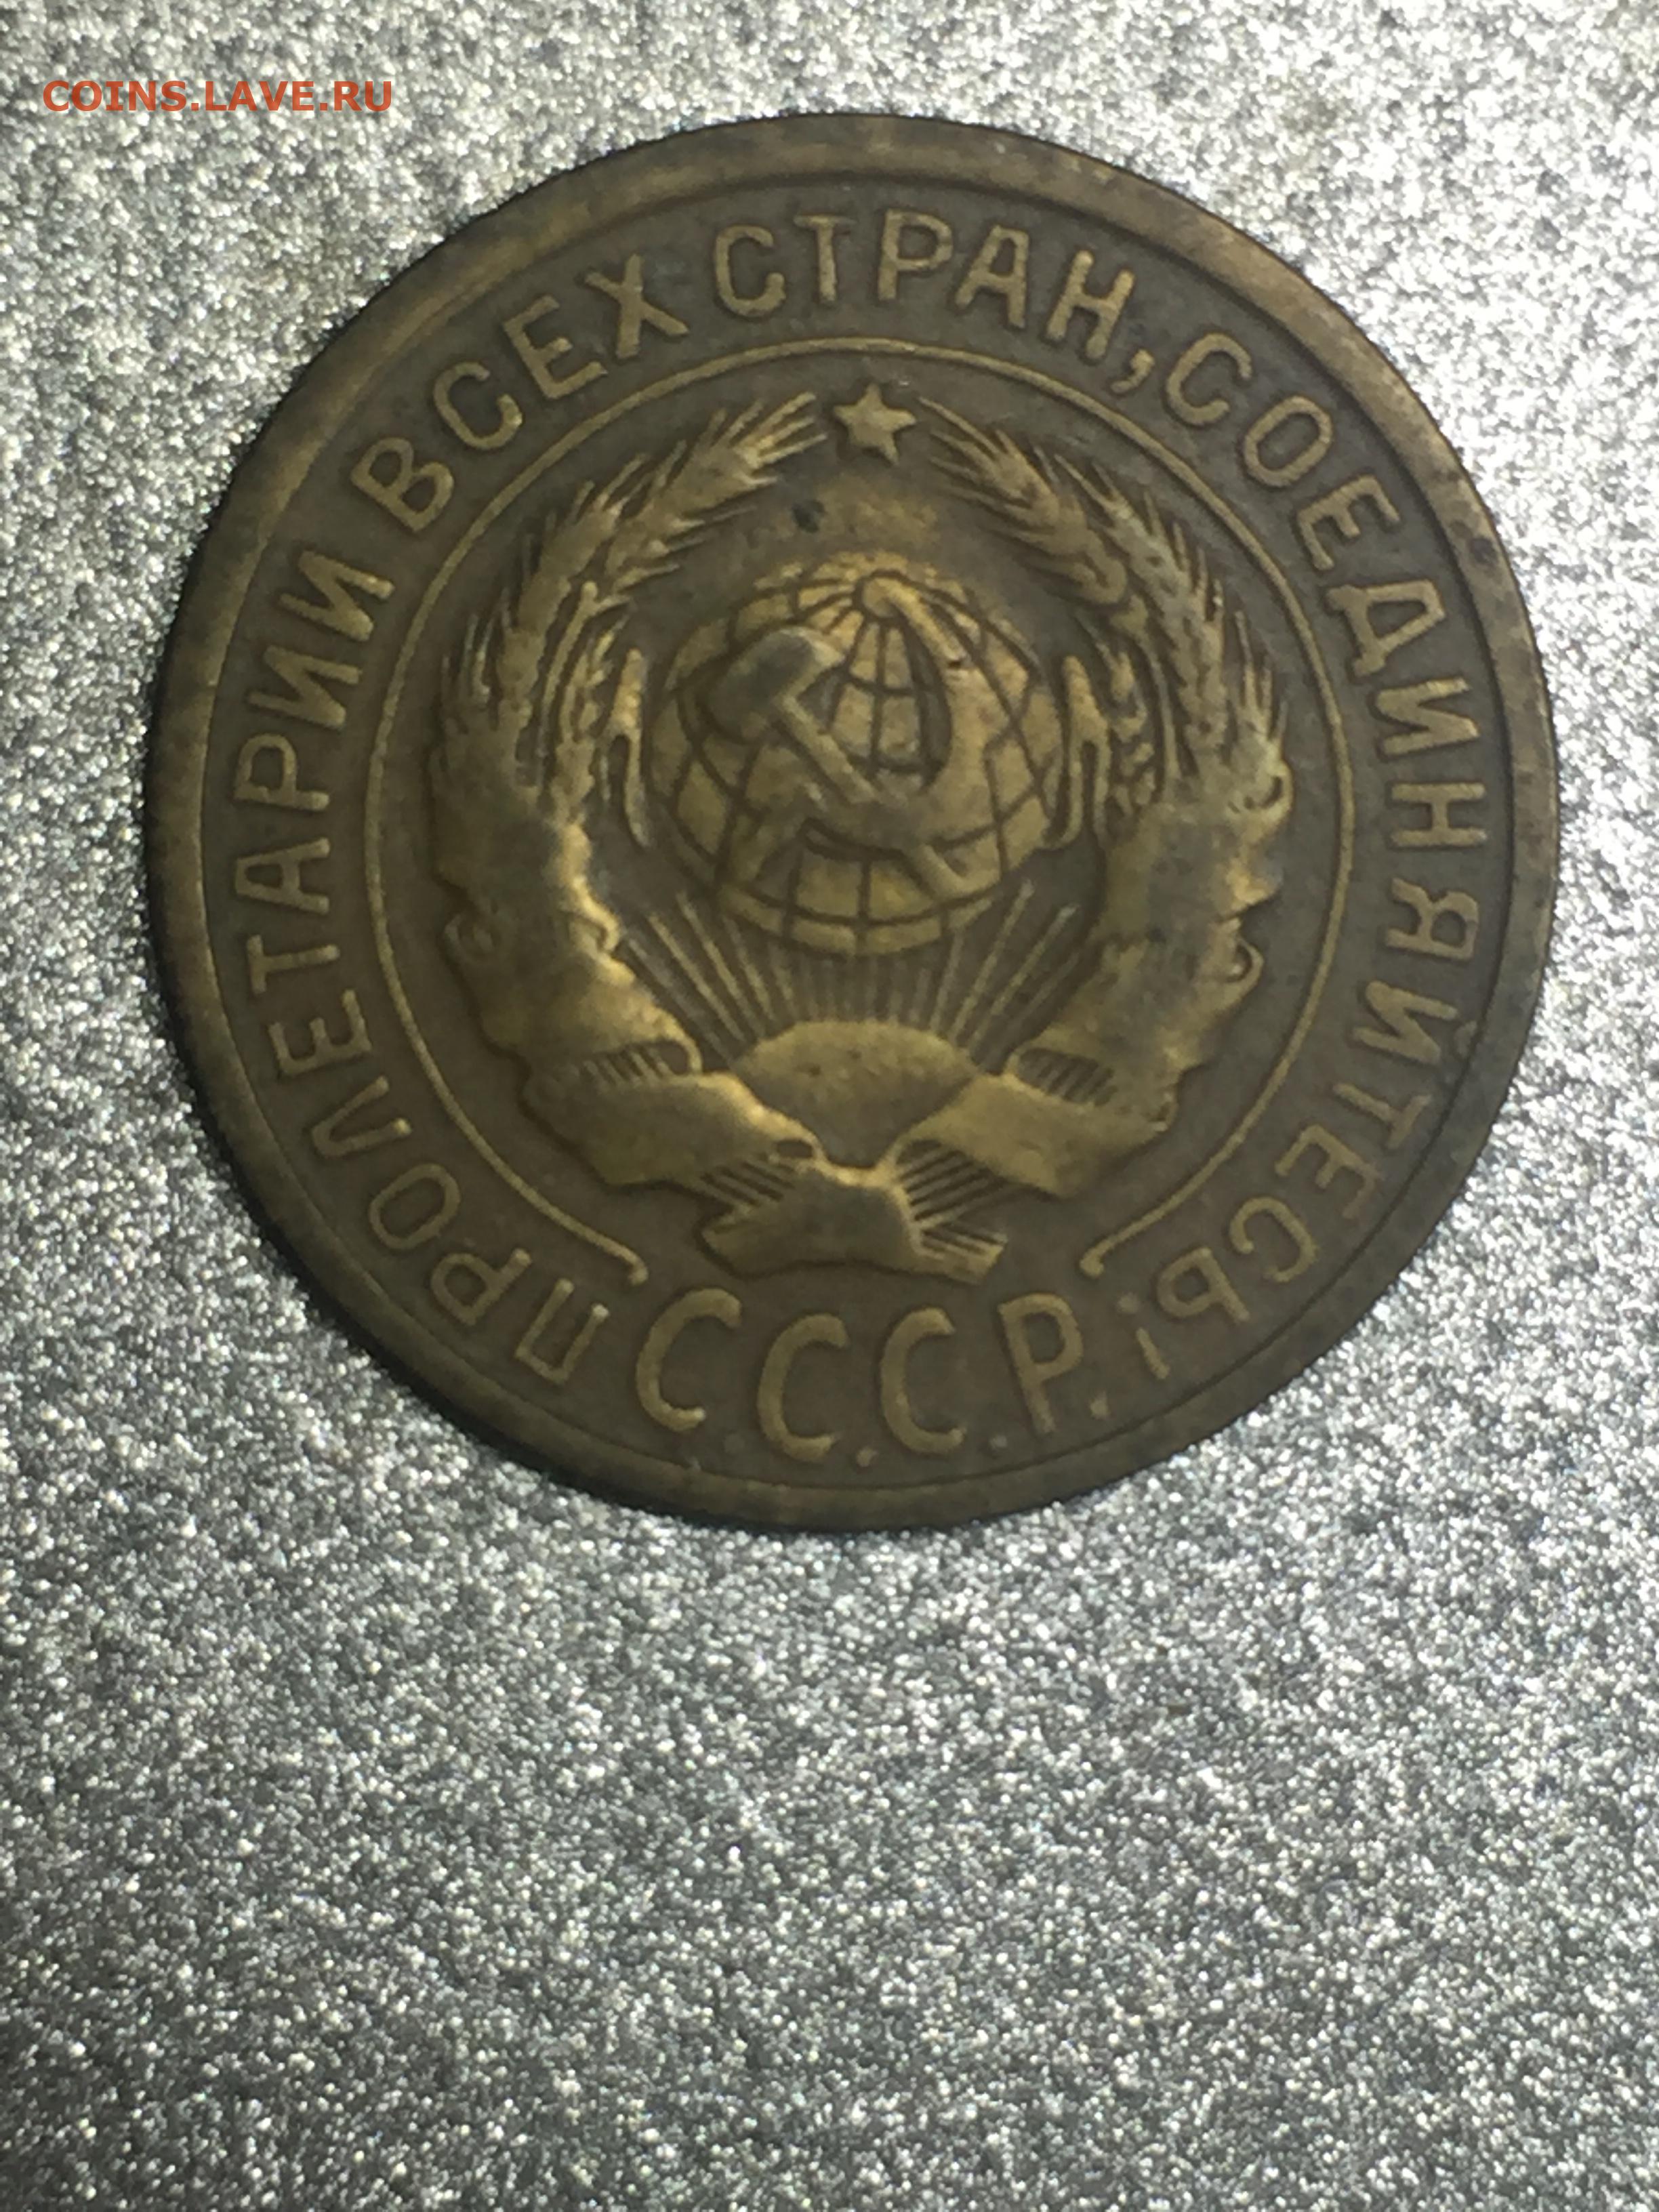 COINS.LAVE.RU
ПРОЛЕТАРИИ ВСЕХ СТРАН, СОЕДИНЯЙТЕСЬ!
С.С.С.Р.